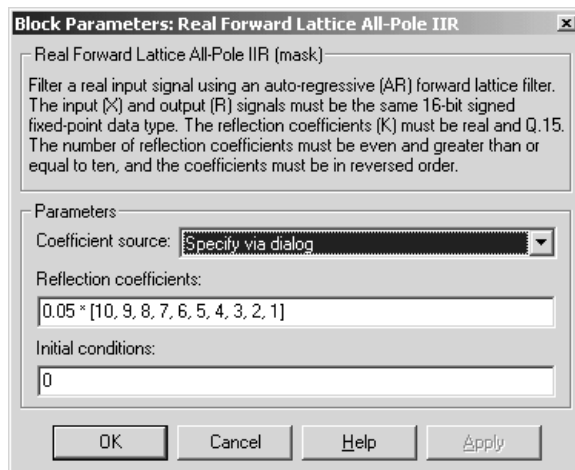 Block Parameters: Real Forward Lattice All-Pole IIR
Real Forward Lattice All-Pole IIR (mask)
Filter a real input signal using an auto-regressive (AR) forward lattice filter.
The input (X) and output (R) signals must be the same 16-bit signed
fixed-point data type. The reflection coefficients (K) must be real and Q.15.
The number of reflection coefficients must be even and greater than or
equal to ten, and the coefficients must be in reversed order.
Parameters
Coefficient source: Specify via dialog
Reflection coefficients:
0.05 * [10, 9, 8, 7, 6, 5, 4, 3, 2, 1]
Initial conditions:
0
OK Cancel Help Apply